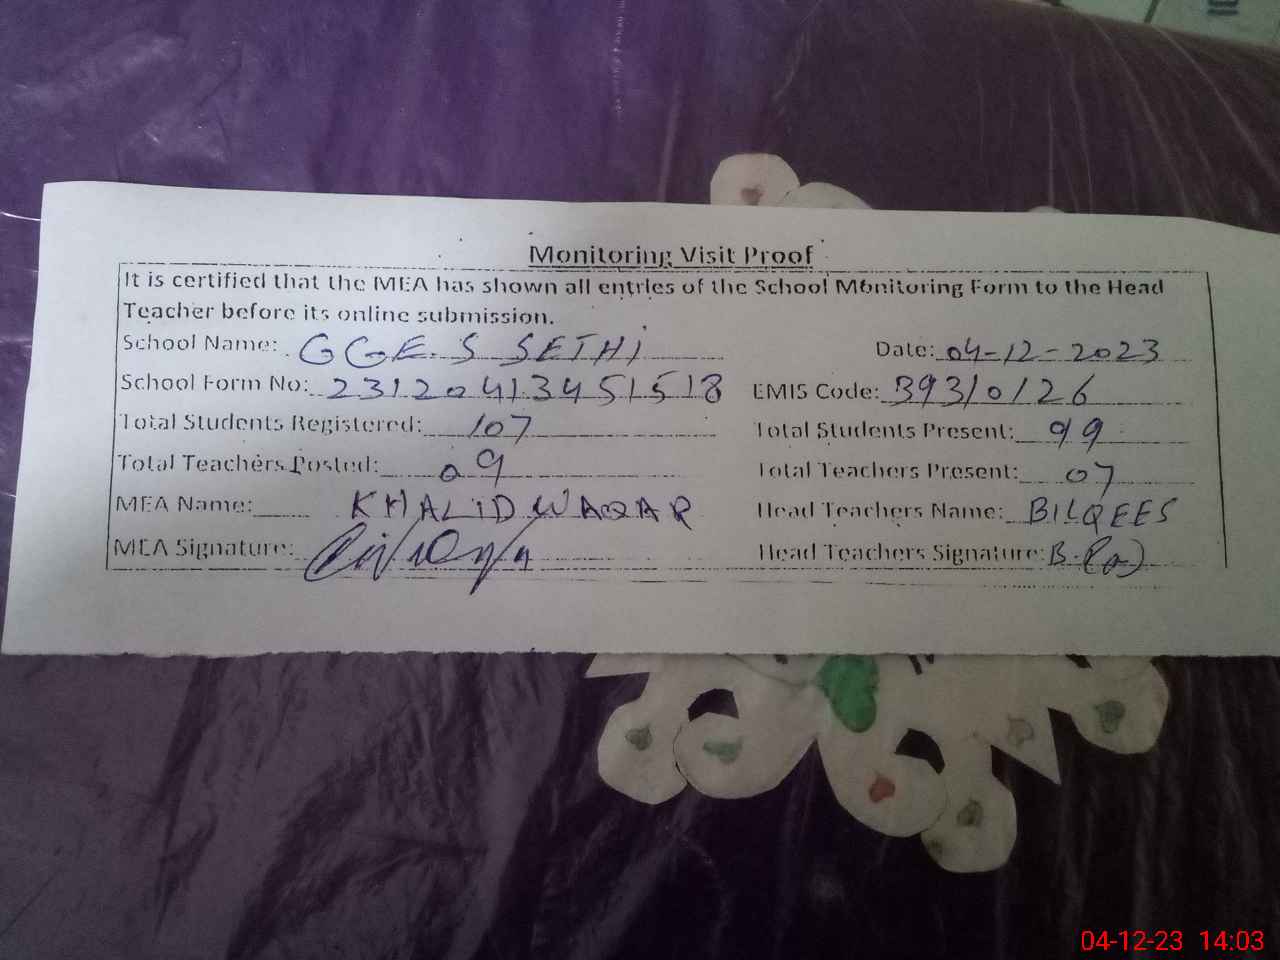 Monitoring Visit Proof
It is certified that the MEA has shown all entries of the School Monitoring Form to the Head
Teacher before its online submission.
School Name: GGE.S SETHI Date: 04-12-2023
School Form No: 23120413451518 EMIS Code: 39310126
Total Students Registered: 107 Total Students Present: 99
Total Teachers Posted: 09 Total Teachers Present: 07
MEA Name: KHALID WAQAR Head Teachers Name: BILQEES
MEA Signature: Head Teachers Signature:
04-12-23 14:03